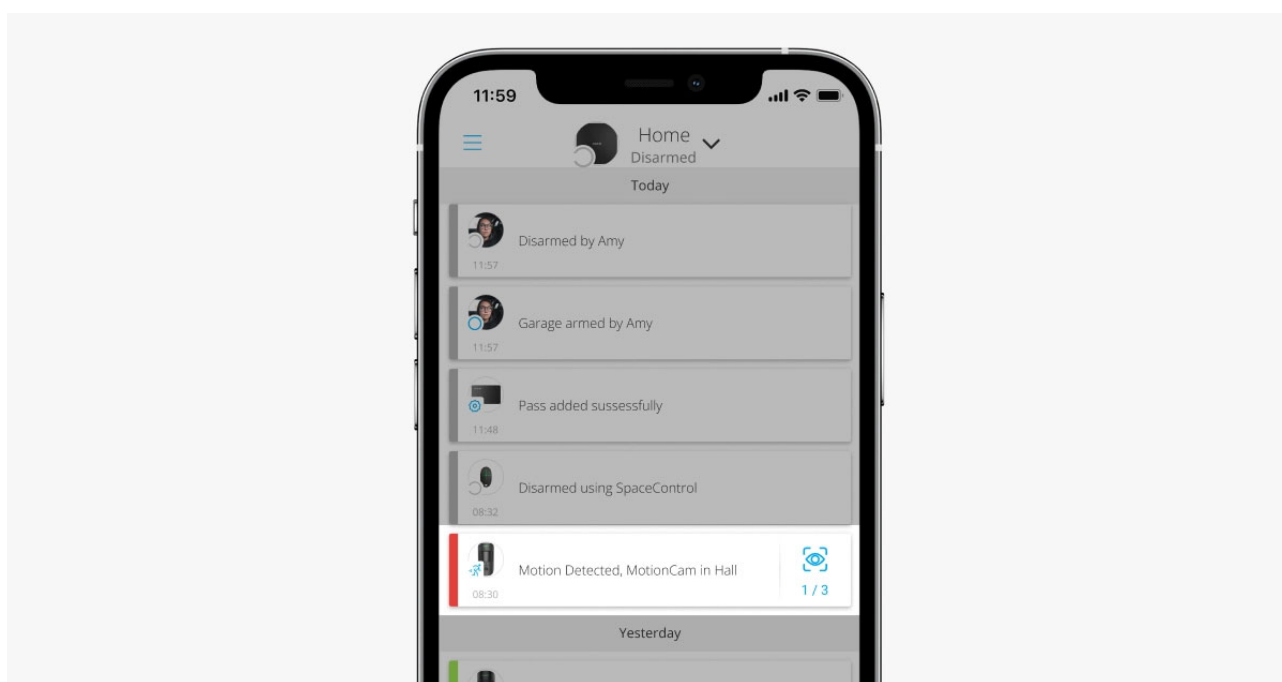 11:59
Home
Disarmed
Today
Disarmed by Amy
11:57
Garage armed by Amy
11:57
Pass added sussessfully
11:48
Disarmed using SpaceControl
08:32
Motion Detected, MotionCam in Hall
1 / 3
08:30
Yesterday